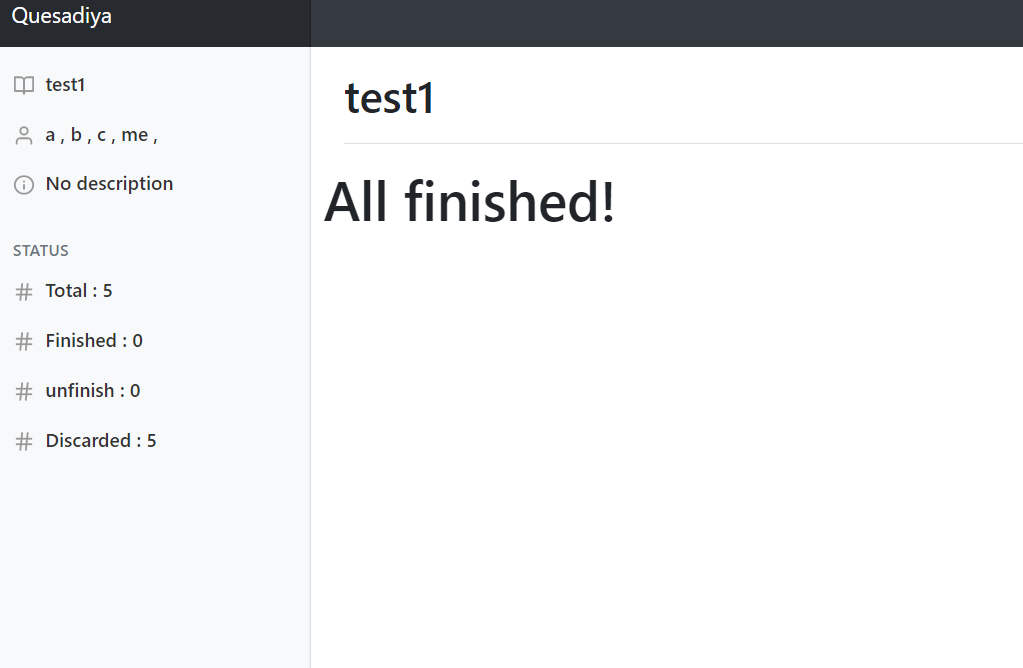 Quesadiya
test1
a , b , c , me ,
No description
STATUS
Total : 5
Finished : 0
unfinish : 0
Discarded : 5
test1
All finished!